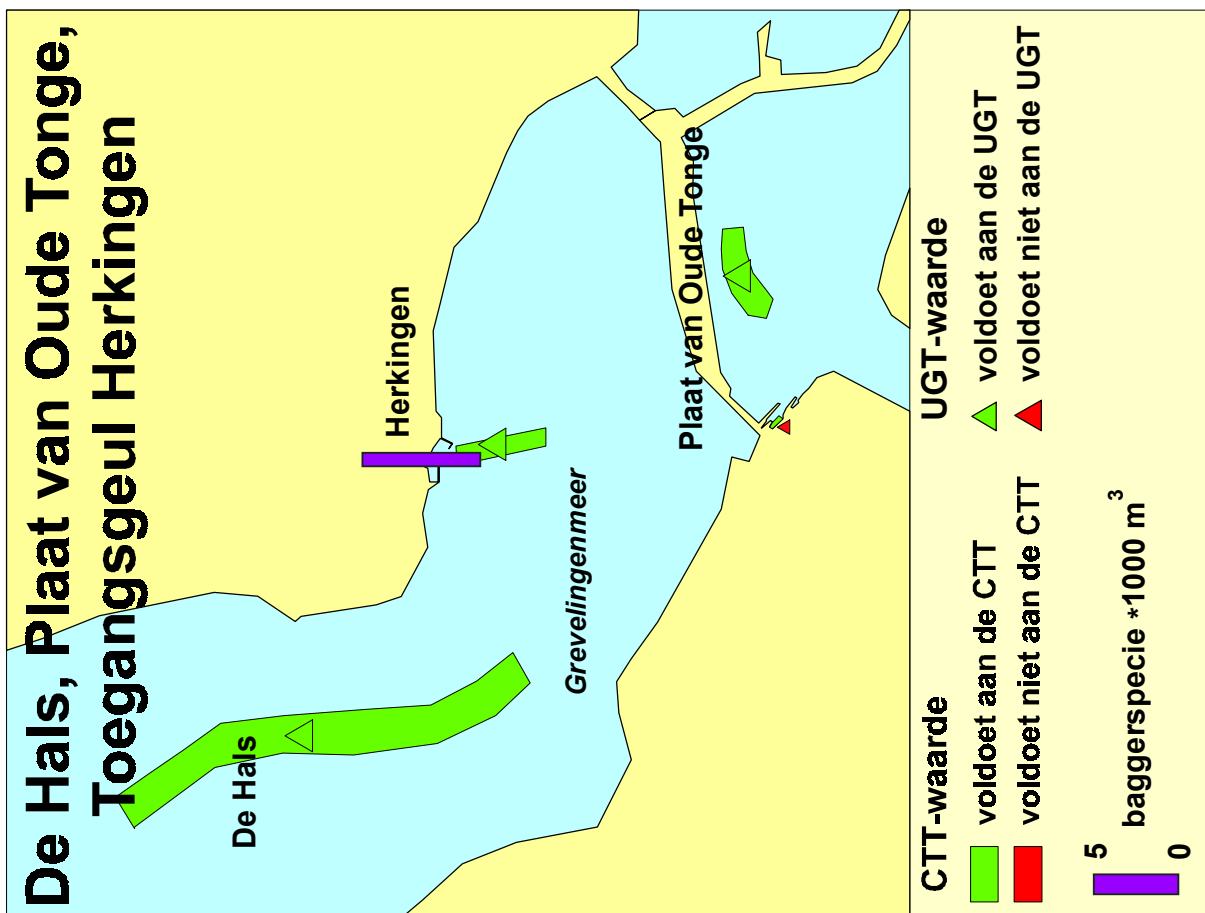 De Hals, Plaat van Oude Tonge,
Toegangsgeul Herkingen
De Hals
Herkingen
Grevelingenmeer
Plaat van Oude Tonge
CTT-waarde
voldoet aan de CTT
voldoet niet aan de CTT
UGT-waarde
voldoet aan de UGT
voldoet niet aan de UGT
5
0
baggerspecie *1000 m³